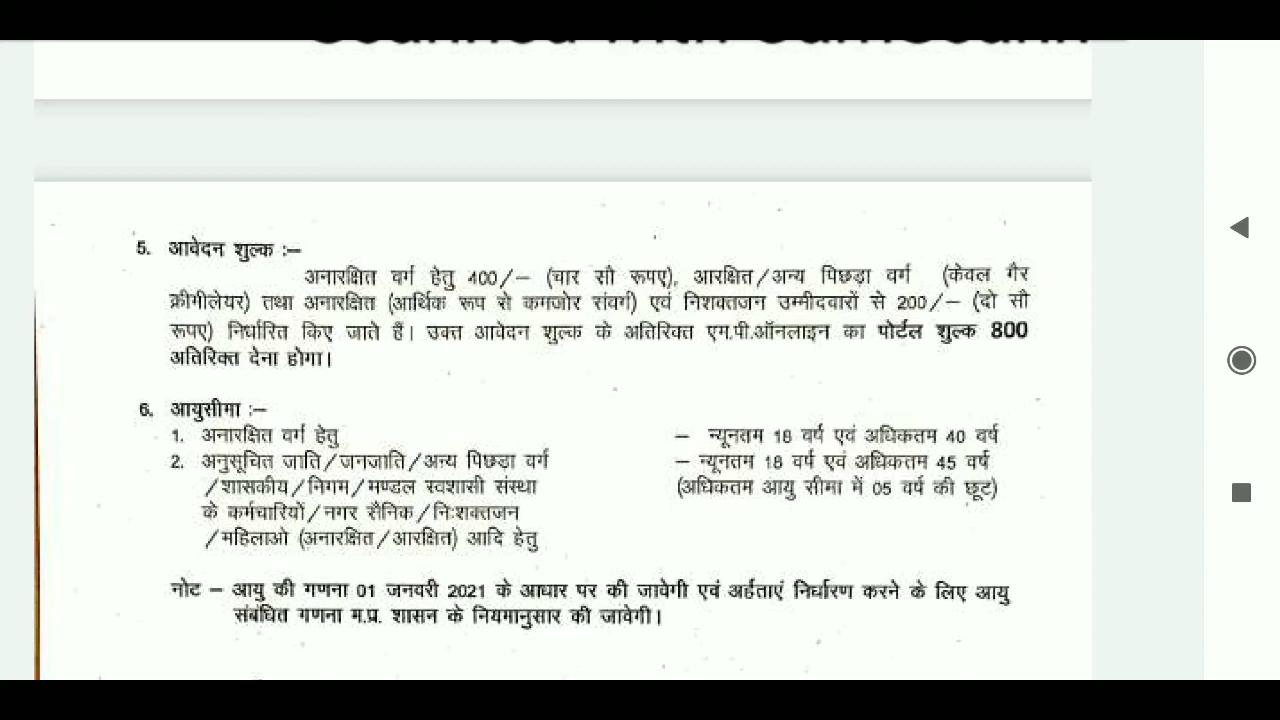 5. आवेदन शुल्क :–
अनारक्षित वर्ग हेतु 400/– (चार सौ रूपए), आरक्षित/अन्य पिछड़ा वर्ग (केवल गैर
क्रीमीलेयर) तथा अनारक्षित (आर्थिक रूप से कमजोर संवर्ग) एवं निशक्तजन उम्मीदवारों से 200/– (दो सौ
रूपए) निर्धारित किए जाते हैं। उक्त आवेदन शुल्क के अतिरिक्त एम.पी.ऑनलाइन का पोर्टल शुल्क 800
अतिरिक्त देना होगा।
6. आयुसीमा :–
1. अनारक्षित वर्ग हेतु – न्यूनतम 18 वर्ष एवं अधिकतम 40 वर्ष
2. अनुसूचित जाति/जनजाति/अन्य पिछडा वर्ग – न्यूनतम 18 वर्ष एवं अधिकतम 45 वर्ष
/शासकीय/निगम/मण्डल स्वशासी संस्था (अधिकतम आयु सीमा में 05 वर्ष की छूट)
के कर्मचारियों/नगर सैनिक/निःशक्तजन
/महिलाओ (अनारक्षित/आरक्षित) आदि हेतु
नोट – आयु की गणना 01 जनवरी 2021 के आधार पर की जावेगी एवं अर्हताएं निर्धारण करने के लिए आयु
संबंधित गणना म.प्र. शासन के नियमानुसार की जावेगी।